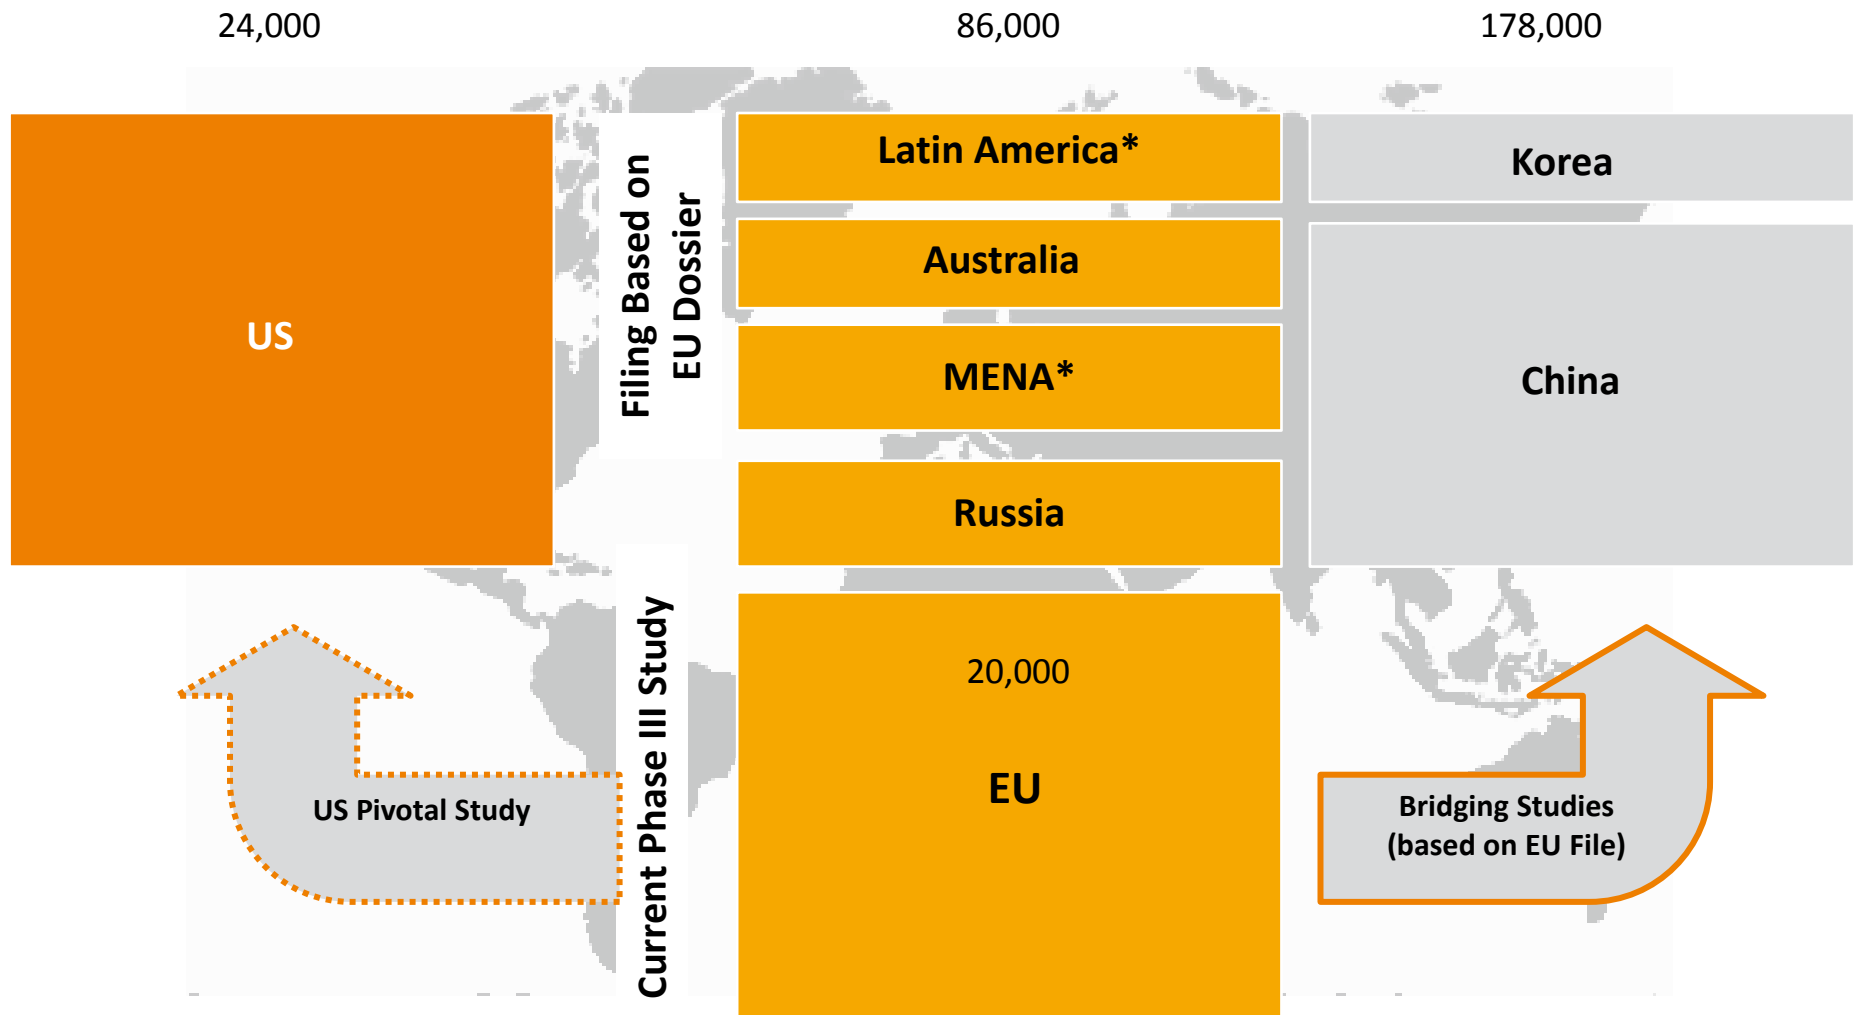 24,000
86,000
178,000
US
Filing Based on
EU Dossier
Latin America*
Australia
MENA*
Russia
Korea
China
US Pivotal Study
Current Phase III Study
20,000
EU
Bridging Studies
(based on EU File)